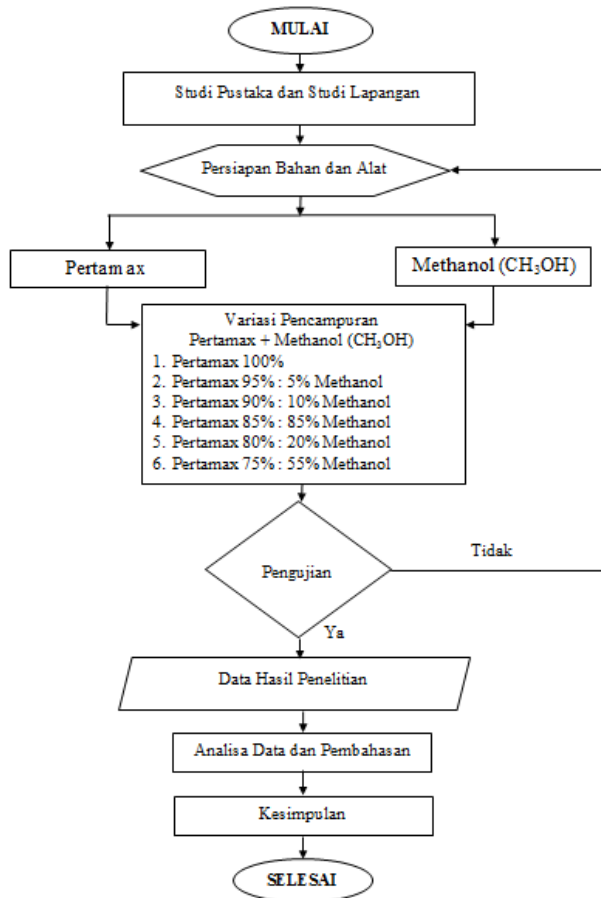 MULAI
Studi Pustaka dan Studi Lapangan
Persiapan Bahan dan Alat
Pertamax
Methanol (CH₃OH)
Variasi Pencampuran
Pertamax + Methanol (CH₃OH)
1. Pertamax 100%
2. Pertamax 95% : 5% Methanol
3. Pertamax 90% : 10% Methanol
4. Pertamax 85% : 85% Methanol
5. Pertamax 80% : 20% Methanol
6. Pertamax 75% : 55% Methanol
Pengujian
Tidak
Ya
Data Hasil Penelitian
Analisa Data dan Pembahasan
Kesimpulan
SELESAI